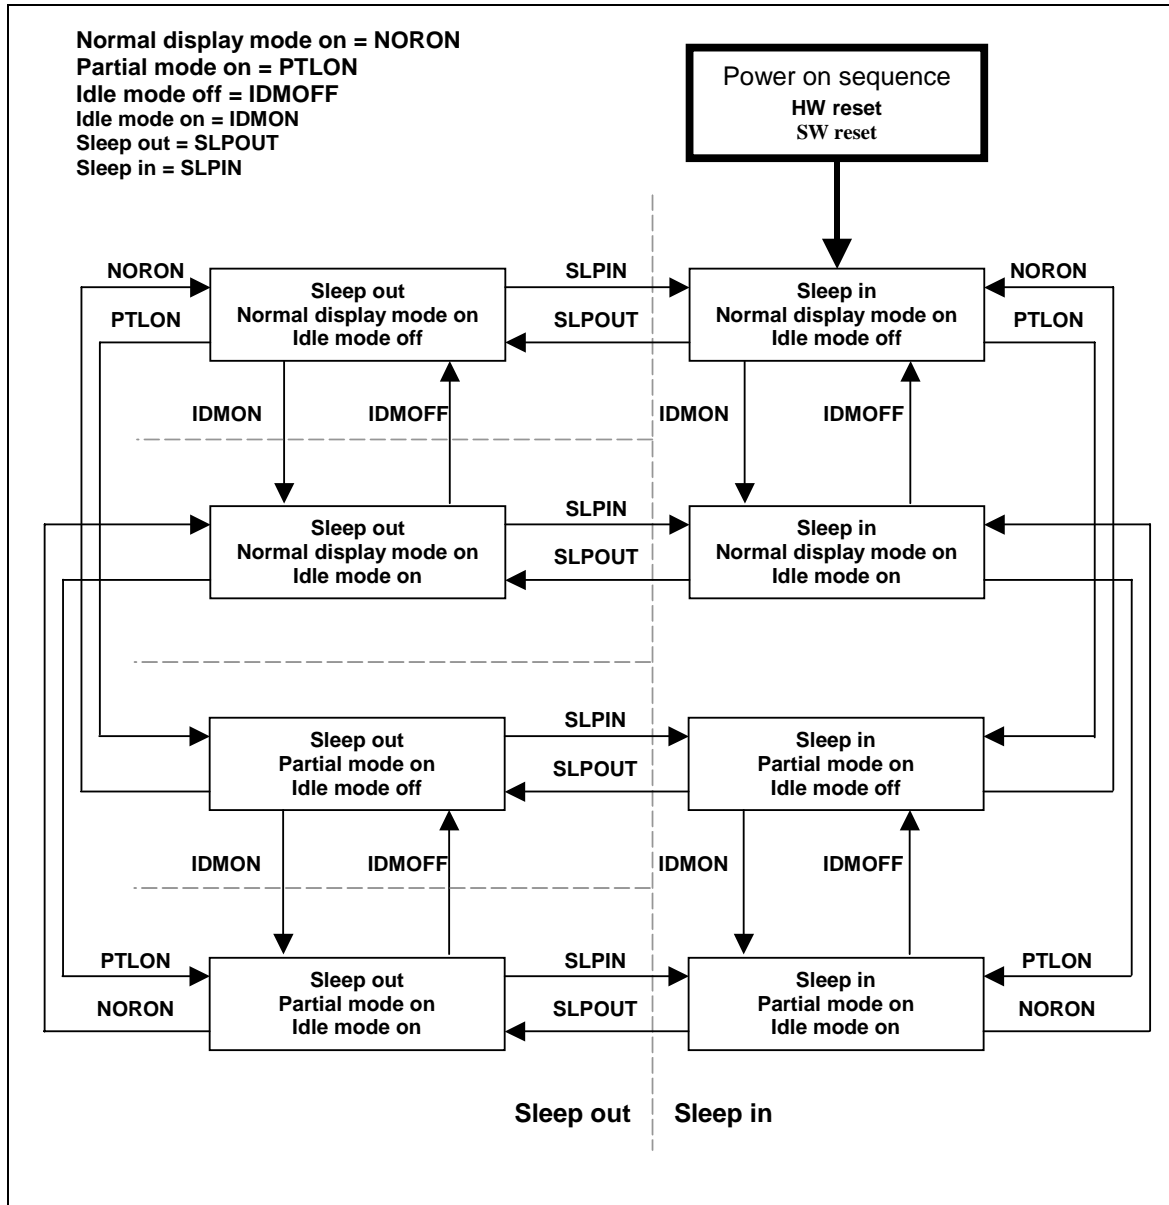 Normal display mode on = NORON
Partial mode on = PTLON
Idle mode off = IDMOFF
Idle mode on = IDMON
Sleep out = SLPOUT
Sleep in = SLPIN
Power on sequence
HW reset
SW reset
NORON
SLPIN
NORON
Sleep out
Normal display mode on
Idle mode off
Sleep in
Normal display mode on
Idle mode off
PTLON
SLPOUT
PTLON
IDMON
IDMOFF
IDMON
IDMOFF
SLPIN
Sleep out
Normal display mode on
Idle mode on
Sleep in
Normal display mode on
Idle mode on
SLPOUT
SLPIN
Sleep out
Partial mode on
Idle mode off
Sleep in
Partial mode on
Idle mode off
SLPOUT
IDMON
IDMOFF
IDMON
IDMOFF
PTLON
SLPIN
PTLON
Sleep out
Partial mode on
Idle mode on
Sleep in
Partial mode on
Idle mode on
NORON
SLPOUT
NORON
Sleep out
Sleep in